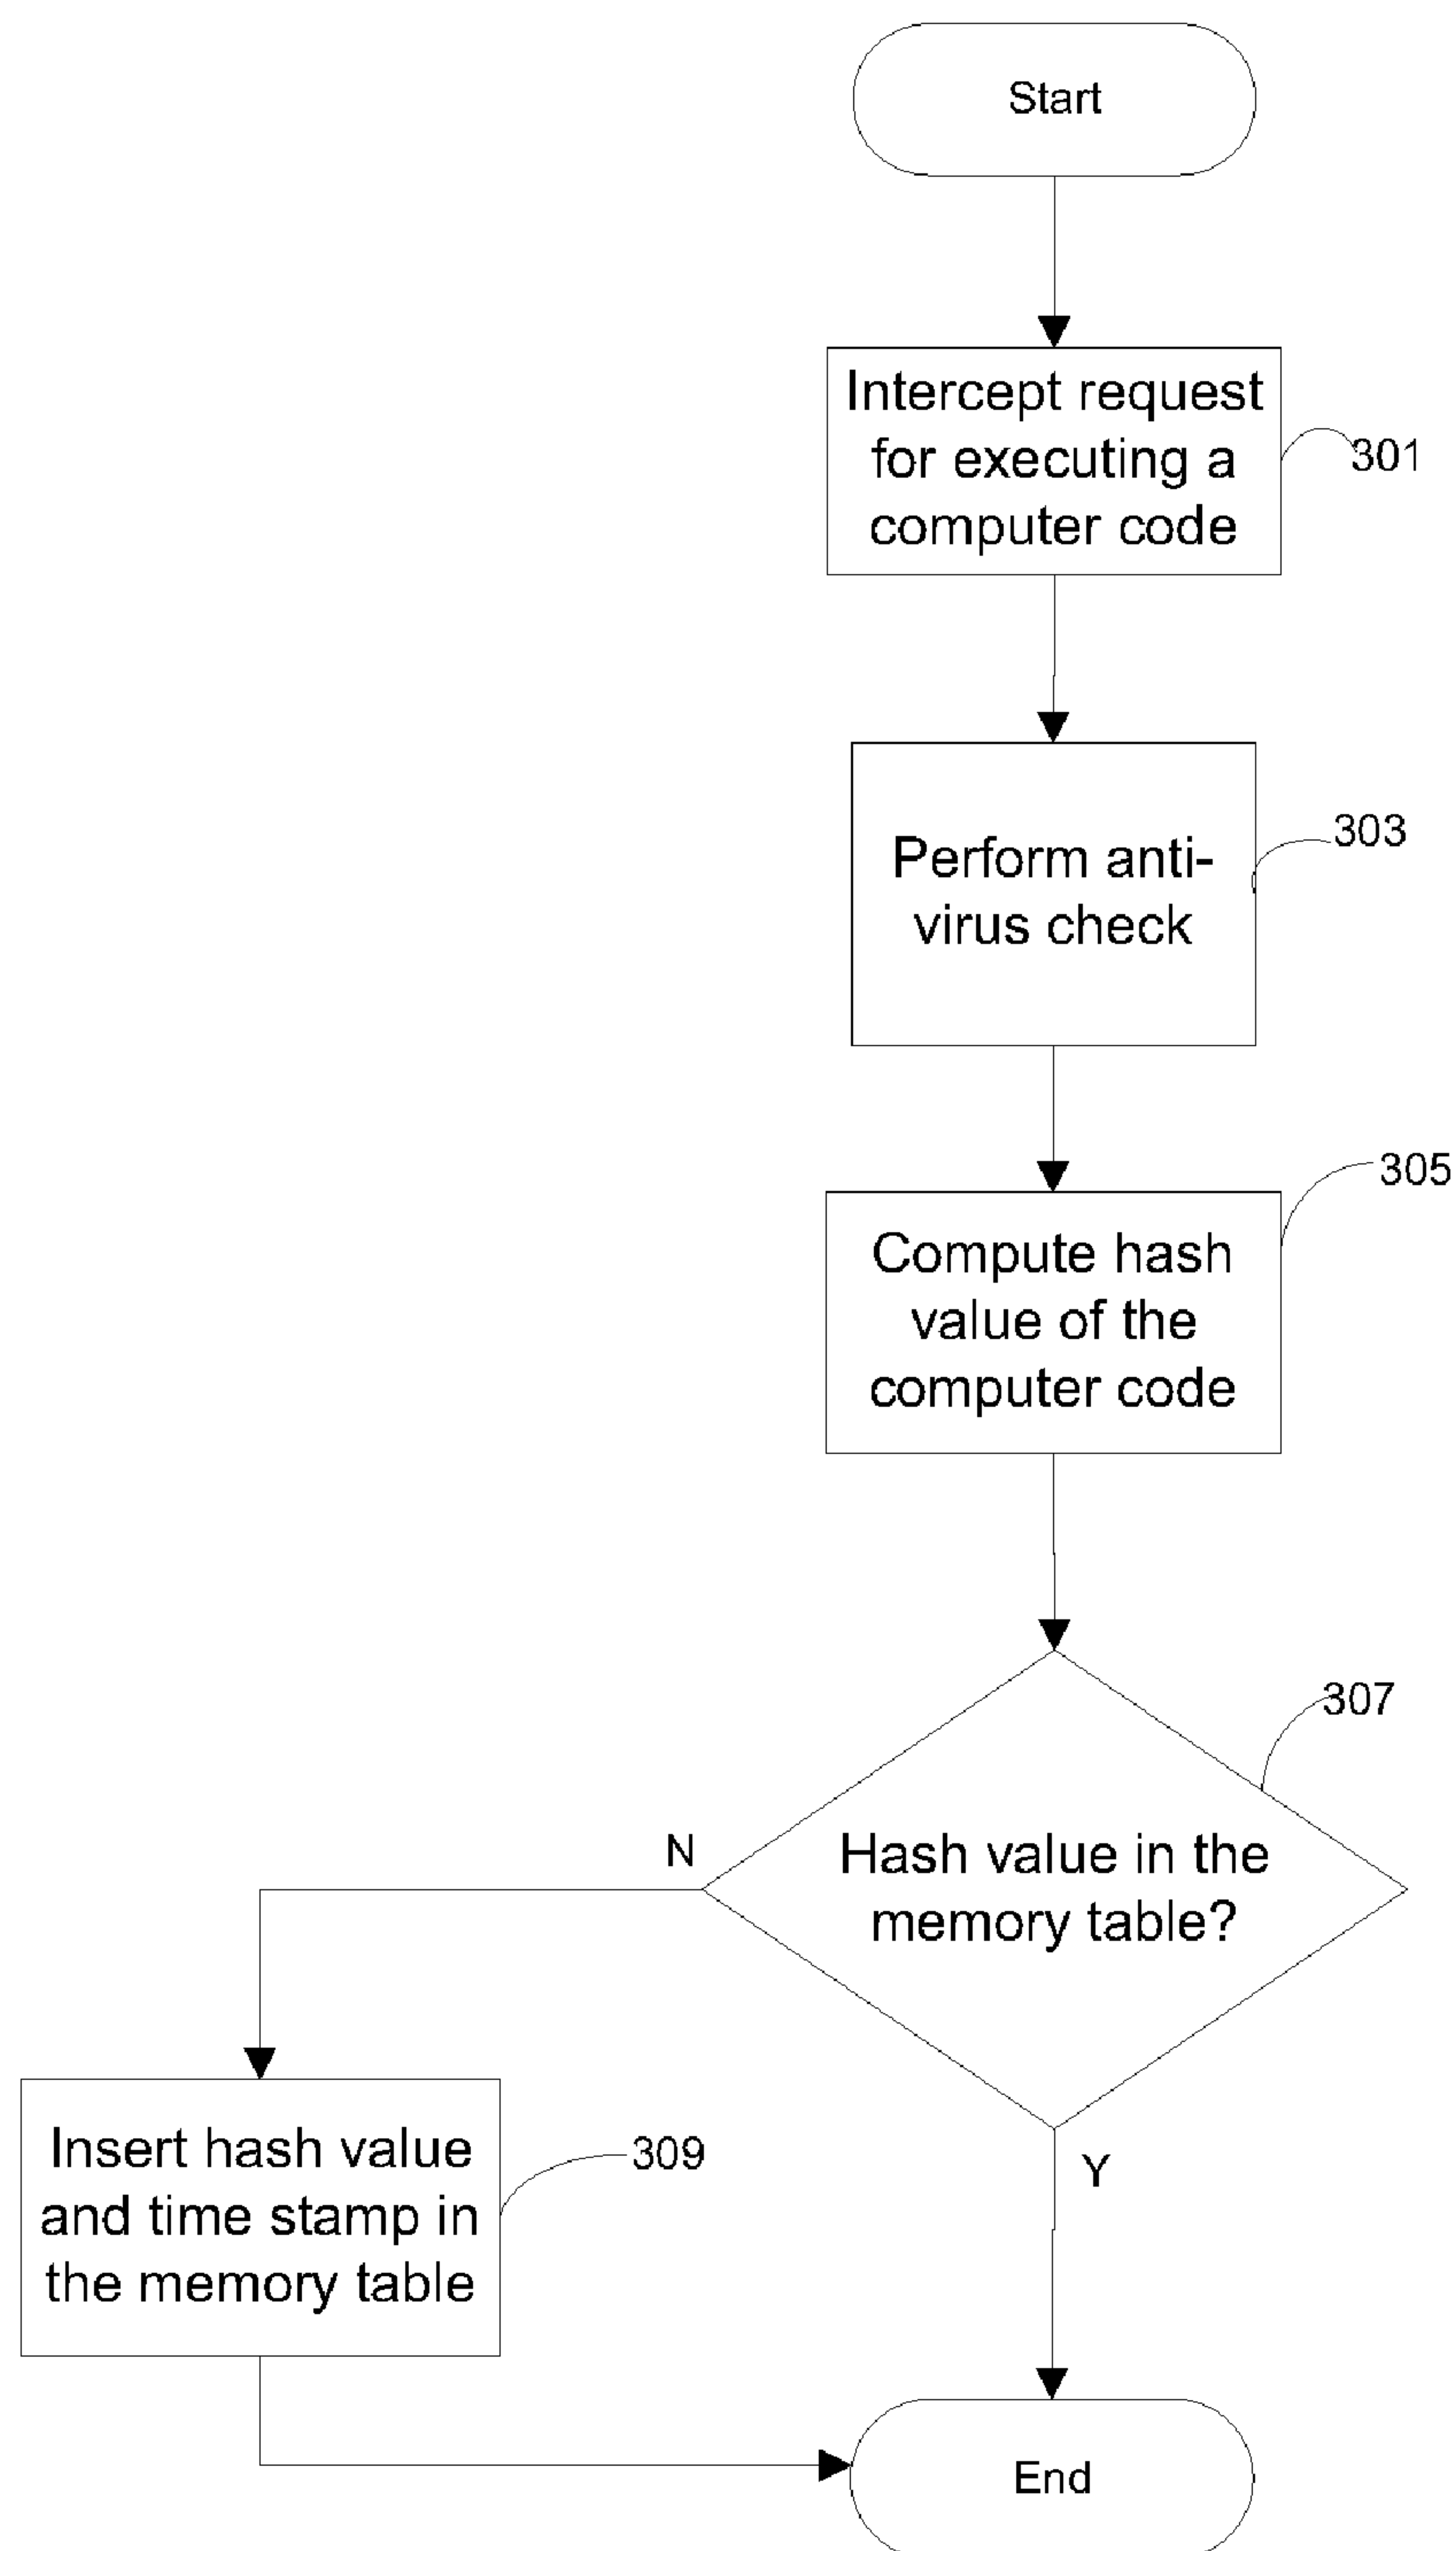 Start
Intercept request
for executing a
computer code
301
Perform anti-
virus check
303
Compute hash
value of the
computer code
305
Hash value in the
memory table?
307
N
Y
Insert hash value
and time stamp in
the memory table
309
End